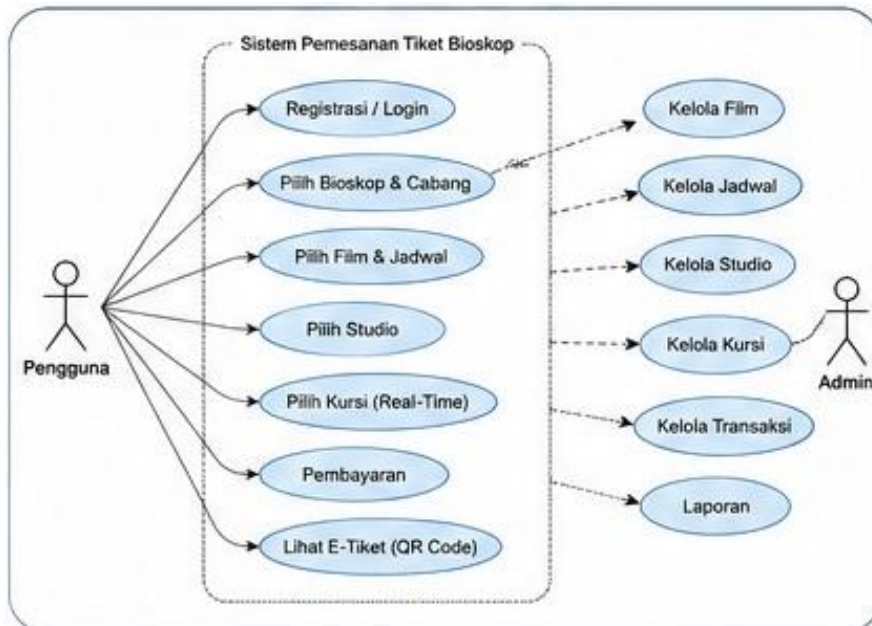 Sistem Pemesanan Tiket Bioskop
Registrasi / Login
Pilih Bioskop & Cabang
Pilih Film & Jadwal
Pilih Studio
Pilih Kursi (Real-Time)
Pembayaran
Lihat E-Tiket (QR Code)
Pengguna
Kelola Film
Kelola Jadwal
Kelola Studio
Kelola Kursi
Kelola Transaksi
Laporan
Admin